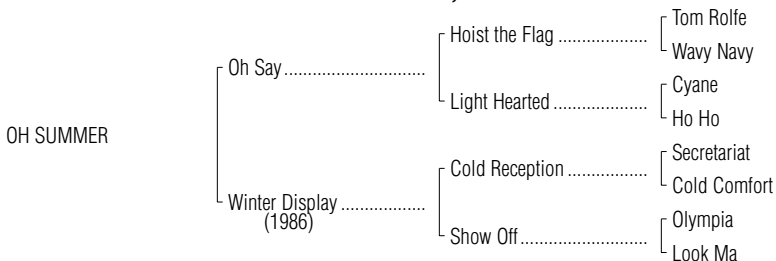 Tom Rolfe
Hoist the Flag ...................
Wavy Navy
Oh Say .............................
Cyane
Light Hearted ....................
Ho Ho
OH SUMMER
Secretariat
Cold Reception .................
Cold Comfort
Winter Display ..................
(1986)
Olympia
Show Off ...........................
Look Ma